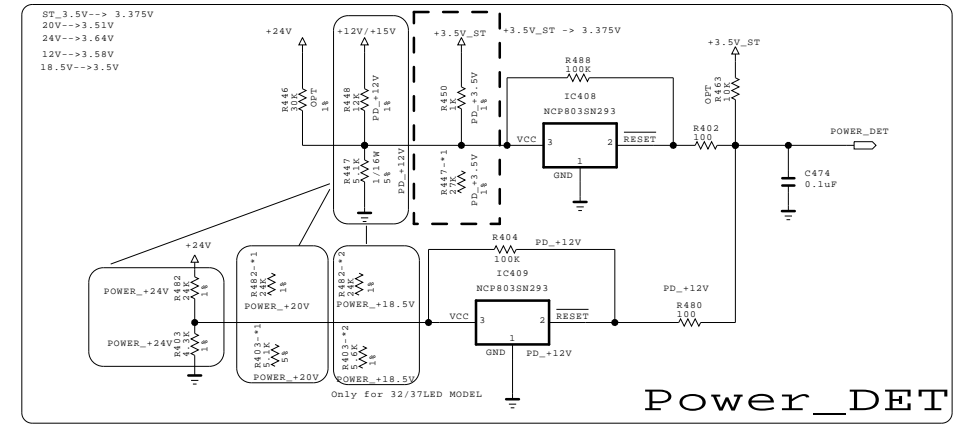 ST_3.5V--> 3.375V
20V-->3.51V
24V-->3.64V
12V-->3.58V
18.5V-->3.5V
+24V
+12V/+15V
+3.5V_ST
+3.5V_ST -> 3.375V
R446
10K
OPT
1%
R448
12K
PD_+12V
1%
R450
1K
PD_+3.5V
1%
R488
100K
IC408
NCP803SN293
VCC
3
2
RESET
1
GND
+3.5V_ST
OPT
R463
10K
R402
100
POWER_DET
C474
0.1uF
R447
5.1K
1/16W
5%
PD_+12V
R447-*1
27K
PD_+3.5V
1%
+24V
POWER_+24V
R482
24K
1%
POWER_+24V
R403
4.3K
1%
R482-*1
24K
1%
POWER_+20V
R403-*1
5.1K
5%
POWER_+20V
R482-*2
24K
1%
POWER_+18.5V
R403-*2
5.6K
1%
POWER_+18.5V
Only for 32/37LED MODEL
R404
100K
PD_+12V
IC409
NCP803SN293
VCC
3
2
RESET
1
GND
PD_+12V
PD_+12V
R480
100
Power_DET